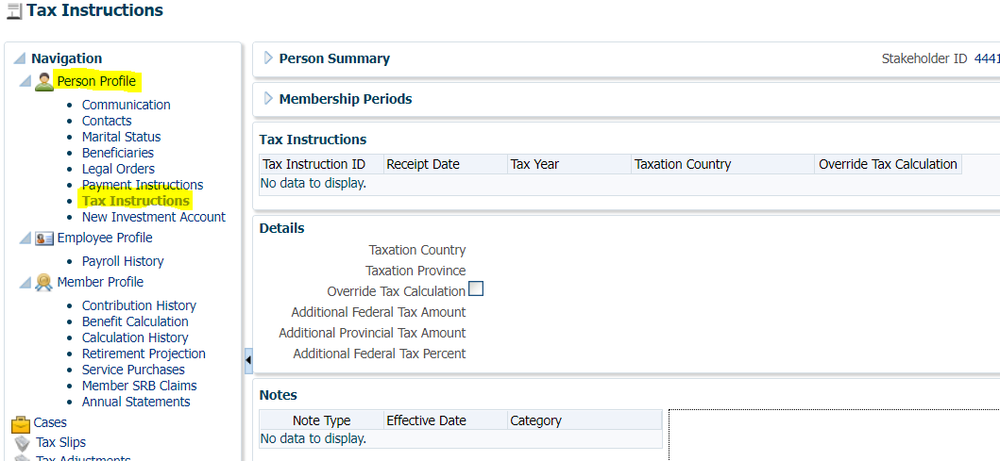 Tax Instructions
Navigation
Person Profile
Communication
Contacts
Marital Status
Beneficiaries
Legal Orders
Payment Instructions
Tax Instructions
New Investment Account
Employee Profile
Payroll History
Member Profile
Contribution History
Benefit Calculation
Calculation History
Retirement Projection
Service Purchases
Member SRB Claims
Annual Statements
Cases
Tax Slips
Tax Adjustments
Person Summary Stakeholder ID 4441
Membership Periods
Tax Instructions
Tax Instruction ID Receipt Date Tax Year Taxation Country Override Tax Calculation
No data to display.
Details
Taxation Country
Taxation Province
Override Tax Calculation
Additional Federal Tax Amount
Additional Provincial Tax Amount
Additional Federal Tax Percent
Notes
Note Type Effective Date Category
No data to display.